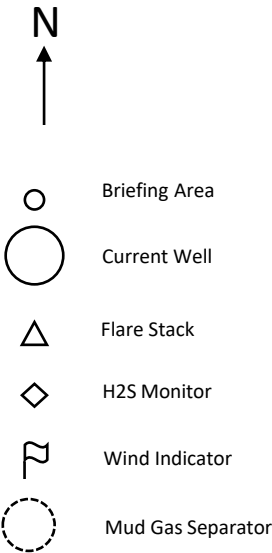 N
Briefing Area
Current Well
Flare Stack
H2S Monitor
Wind Indicator
Mud Gas Separator